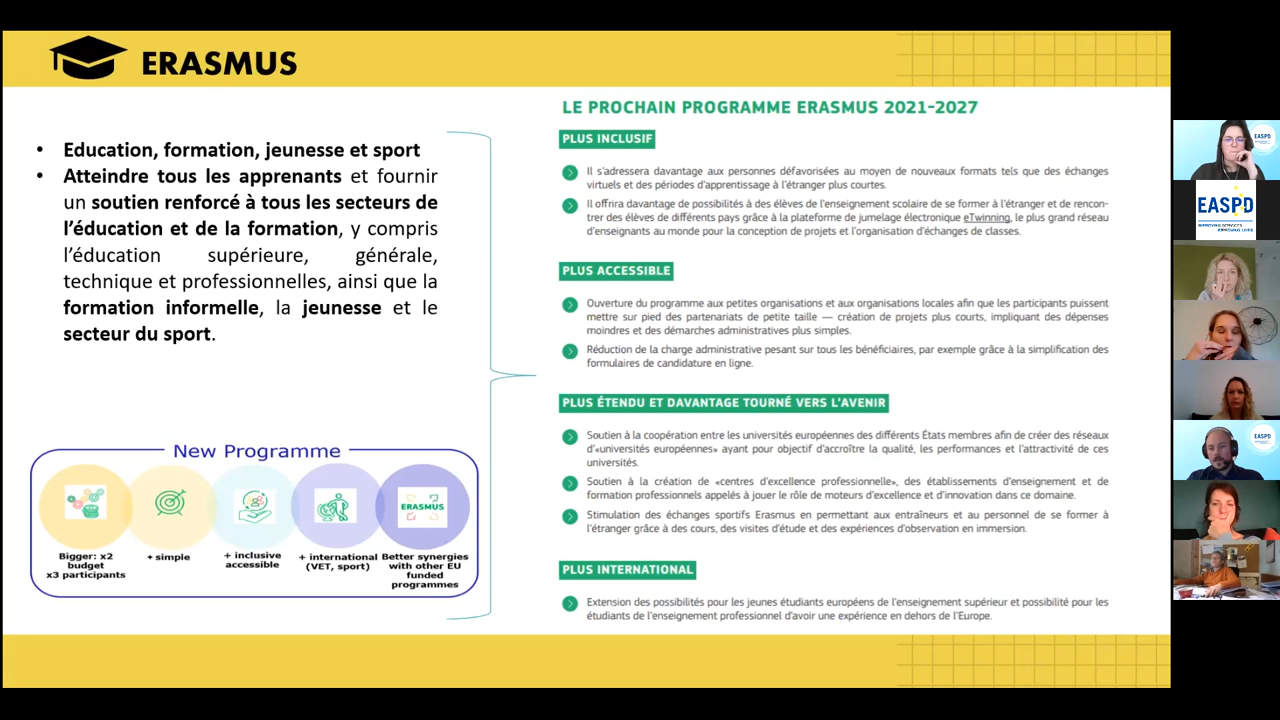 ERASMUS
• Education, formation, jeunesse et sport
• Atteindre tous les apprenants et fournir
un soutien renforcé à tous les secteurs de
l'éducation et de la formation, y compris
l'éducation supérieure, générale,
technique et professionnelles, ainsi que la
formation informelle, la jeunesse et le
secteur du sport.
New Programme
ERASMUS
Bigger: x2
budget
x3 participants
+ simple
+ inclusive
accessible
+ international
(VET, sport)
Better synergies
with other EU
funded
programmes
LE PROCHAIN PROGRAMME ERASMUS 2021-2027
PLUS INCLUSIF
Il s'adressera davantage aux personnes défavorisées au moyen de nouveaux formats tels que des échanges
virtuels et des périodes d'apprentissage à l'étranger plus courtes.
Il offrira davantage de possibilités à des élèves de l'enseignement scolaire de se former à l'étranger et de rencon-
trer des élèves de différents pays grâce à la plateforme de jumelage électronique eTwinning, le plus grand réseau
d'enseignants au monde pour la conception de projets et l'organisation d'échanges de classes.
PLUS ACCESSIBLE
Ouverture du programme aux petites organisations et aux organisations locales afin que les participants puissent
mettre sur pied des partenariats de petite taille — création de projets plus courts, impliquant des dépenses
moindres et des démarches administratives plus simples.
Réduction de la charge administrative pesant sur tous les bénéficiaires, par exemple grâce à la simplification des
formulaires de candidature en ligne.
PLUS ÉTENDU ET DAVANTAGE TOURNÉ VERS L'AVENIR
Soutien à la coopération entre les universités européennes des différents États membres afin de créer des réseaux
d'«universités européennes» ayant pour objectif d'accroître la qualité, les performances et l'attractivité de ces
universités.
Soutien à la création de «centres d'excellence professionnelle», des établissements d'enseignement et de
formation professionnels appelés à jouer le rôle de moteurs d'excellence et d'innovation dans ce domaine.
Stimulation des échanges sportifs Erasmus en permettant aux entraîneurs et au personnel de se former à
l'étranger grâce à des cours, des visites d'étude et des expériences d'observation en immersion.
PLUS INTERNATIONAL
Extension des possibilités pour les jeunes étudiants européens de l'enseignement supérieur et possibilité pour les
étudiants de l'enseignement professionnel d'avoir une expérience en dehors de l'Europe.
EASPD
EASPD
IMPROVING SERVICES
IMPROVING LIVES
EASPD